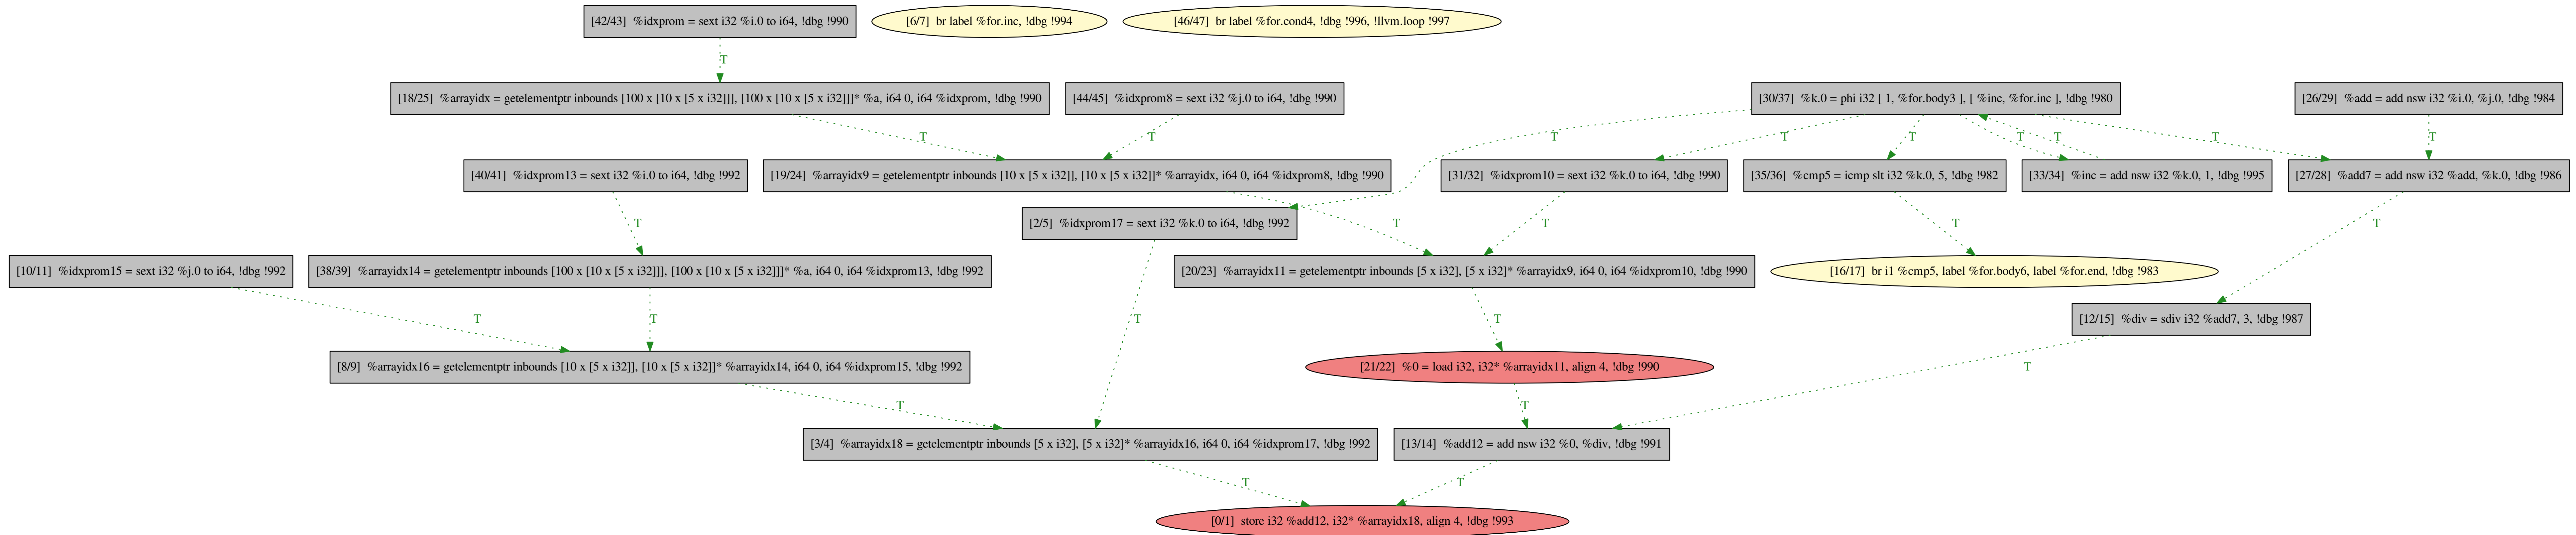 [42/43] %idxprom = sext i32 %i.0 to i64, !dbg !990
[6/7] br label %for.inc, !dbg !994
[46/47] br label %for.cond4, !dbg !996, !llvm.loop !997
T
[18/25] %arrayidx = getelementptr inbounds [100 x [10 x [5 x i32]]], [100 x [10 x [5 x i32]]]* %a, i64 0, i64 %idxprom, !dbg !990
[44/45] %idxprom8 = sext i32 %j.0 to i64, !dbg !990
[30/37] %k.0 = phi i32 [ 1, %for.body3 ], [ %inc, %for.inc ], !dbg !980
[26/29] %add = add nsw i32 %i.0, %j.0, !dbg !984
T
T
T
T
T
T
T
T
T
[40/41] %idxprom13 = sext i32 %i.0 to i64, !dbg !992
[19/24] %arrayidx9 = getelementptr inbounds [10 x [5 x i32]], [10 x [5 x i32]]* %arrayidx, i64 0, i64 %idxprom8, !dbg !990
[31/32] %idxprom10 = sext i32 %k.0 to i64, !dbg !990
[35/36] %cmp5 = icmp slt i32 %k.0, 5, !dbg !982
[33/34] %inc = add nsw i32 %k.0, 1, !dbg !995
[27/28] %add7 = add nsw i32 %add, %k.0, !dbg !986
T
[2/5] %idxprom17 = sext i32 %k.0 to i64, !dbg !992
T
T
T
T
[10/11] %idxprom15 = sext i32 %j.0 to i64, !dbg !992
[38/39] %arrayidx14 = getelementptr inbounds [100 x [10 x [5 x i32]]], [100 x [10 x [5 x i32]]]* %a, i64 0, i64 %idxprom13, !dbg !992
[20/23] %arrayidx11 = getelementptr inbounds [5 x i32], [5 x i32]* %arrayidx9, i64 0, i64 %idxprom10, !dbg !990
[16/17] br i1 %cmp5, label %for.body6, label %for.end, !dbg !983
T
T
T
T
[12/15] %div = sdiv i32 %add7, 3, !dbg !987
[8/9] %arrayidx16 = getelementptr inbounds [10 x [5 x i32]], [10 x [5 x i32]]* %arrayidx14, i64 0, i64 %idxprom15, !dbg !992
[21/22] %0 = load i32, i32* %arrayidx11, align 4, !dbg !990
T
T
T
[3/4] %arrayidx18 = getelementptr inbounds [5 x i32], [5 x i32]* %arrayidx16, i64 0, i64 %idxprom17, !dbg !992
[13/14] %add12 = add nsw i32 %0, %div, !dbg !991
T
T
[0/1] store i32 %add12, i32* %arrayidx18, align 4, !dbg !993